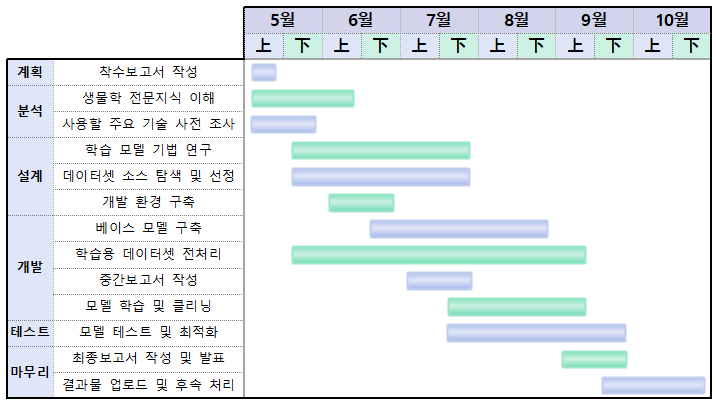 5월 6월 7월 8월 9월 10월
上 下 上 下 上 下 上 下 上 下 上 下
계획 착수보고서 작성
분석 생물학 전문지식 이해
사용할 주요 기술 사전 조사
설계 학습 모델 기법 연구
데이터셋 소스 탐색 및 선정
개발 환경 구축
개발 베이스 모델 구축
학습용 데이터셋 전처리
중간보고서 작성
모델 학습 및 클리닝
테스트 모델 테스트 및 최적화
마무리 최종보고서 작성 및 발표
결과물 업로드 및 후속 처리